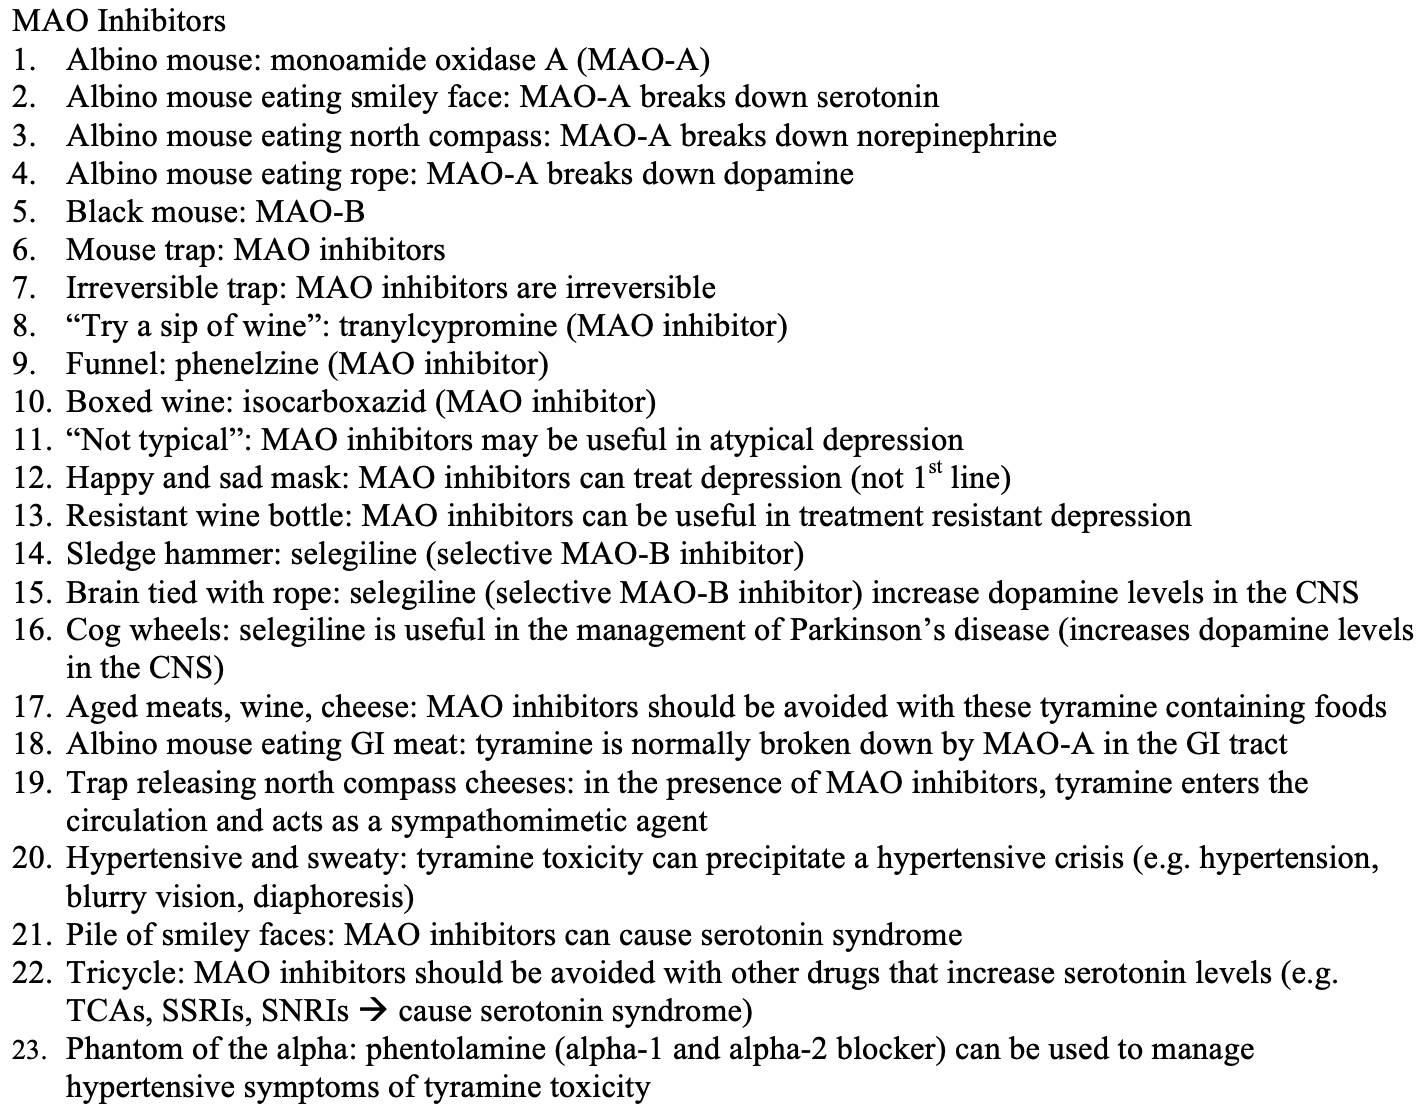 MAO Inhibitors
1. Albino mouse: monoamide oxidase A (MAO-A)
2. Albino mouse eating smiley face: MAO-A breaks down serotonin
3. Albino mouse eating north compass: MAO-A breaks down norepinephrine
4. Albino mouse eating rope: MAO-A breaks down dopamine
5. Black mouse: MAO-B
6. Mouse trap: MAO inhibitors
7. Irreversible trap: MAO inhibitors are irreversible
8. “Try a sip of wine”: tranylcypromine (MAO inhibitor)
9. Funnel: phenelzine (MAO inhibitor)
10. Boxed wine: isocarboxazid (MAO inhibitor)
11. “Not typical”: MAO inhibitors may be useful in atypical depression
12. Happy and sad mask: MAO inhibitors can treat depression (not 1st line)
13. Resistant wine bottle: MAO inhibitors can be useful in treatment resistant depression
14. Sledge hammer: selegiline (selective MAO-B inhibitor)
15. Brain tied with rope: selegiline (selective MAO-B inhibitor) increase dopamine levels in the CNS
16. Cog wheels: selegiline is useful in the management of Parkinson’s disease (increases dopamine levels
in the CNS)
17. Aged meats, wine, cheese: MAO inhibitors should be avoided with these tyramine containing foods
18. Albino mouse eating GI meat: tyramine is normally broken down by MAO-A in the GI tract
19. Trap releasing north compass cheeses: in the presence of MAO inhibitors, tyramine enters the
circulation and acts as a sympathomimetic agent
20. Hypertensive and sweaty: tyramine toxicity can precipitate a hypertensive crisis (e.g. hypertension,
blurry vision, diaphoresis)
21. Pile of smiley faces: MAO inhibitors can cause serotonin syndrome
22. Tricycle: MAO inhibitors should be avoided with other drugs that increase serotonin levels (e.g.
TCAs, SSRIs, SNRIs → cause serotonin syndrome)
23. Phantom of the alpha: phentolamine (alpha-1 and alpha-2 blocker) can be used to manage
hypertensive symptoms of tyramine toxicity